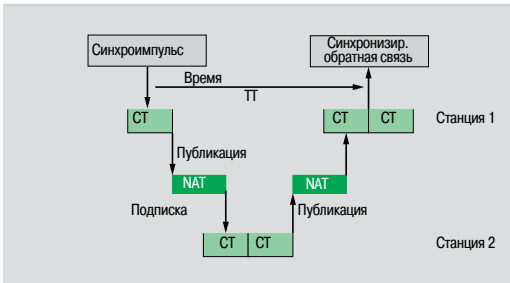 Синхроимпульс
Синхронизир.
обратная связь
Время
TT
CT
CT
CT
Станция 1
Публикация
NAT
NAT
Подписка
Публикация
CT
CT
Станция 2